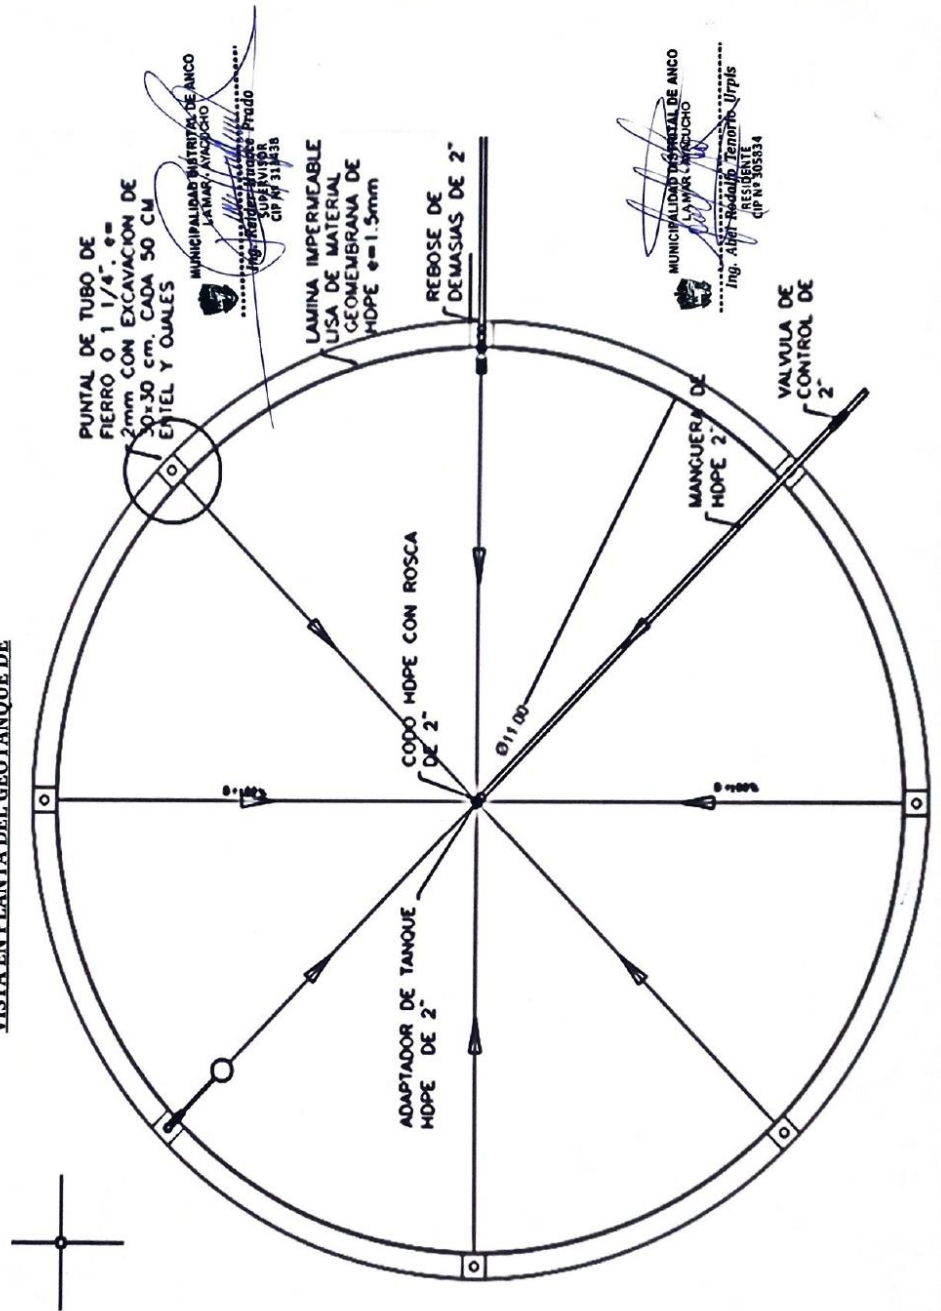 VISTA EN PLANTA DEL GEOTANQUE DE
PUNTAL DE TUBO DE
FIERRO O 1 1/4", e=
2mm CON EXCAVACION DE
30x30 cm. CADA 50 CM
ENTEL Y OJALES
MUNICIPALIDAD DISTRITAL DE ANCO
LA MAR - AYACUCHO
Prado
SUPERVISOR
LAMINA IMPERMEABLE
LISA DE MATERIAL
GEOMEMBRANA DE
HDPE e=1.5mm
REBOSE DE
DEMASIAS DE 2"
MUNICIPALIDAD DISTRITAL DE ANCO
LA MAR - AYACUCHO
Ing. Abel Rodolfo Tenorio Urpis
RESIDENTE
CIP Nº 305834
CODO HDPE CON ROSCA
DE 2"
Ø11.00
MANGUERA DE
HDPE 2"
VALVULA DE
CONTROL DE
2"
ADAPTADOR DE TANQUE
HDPE DE 2"